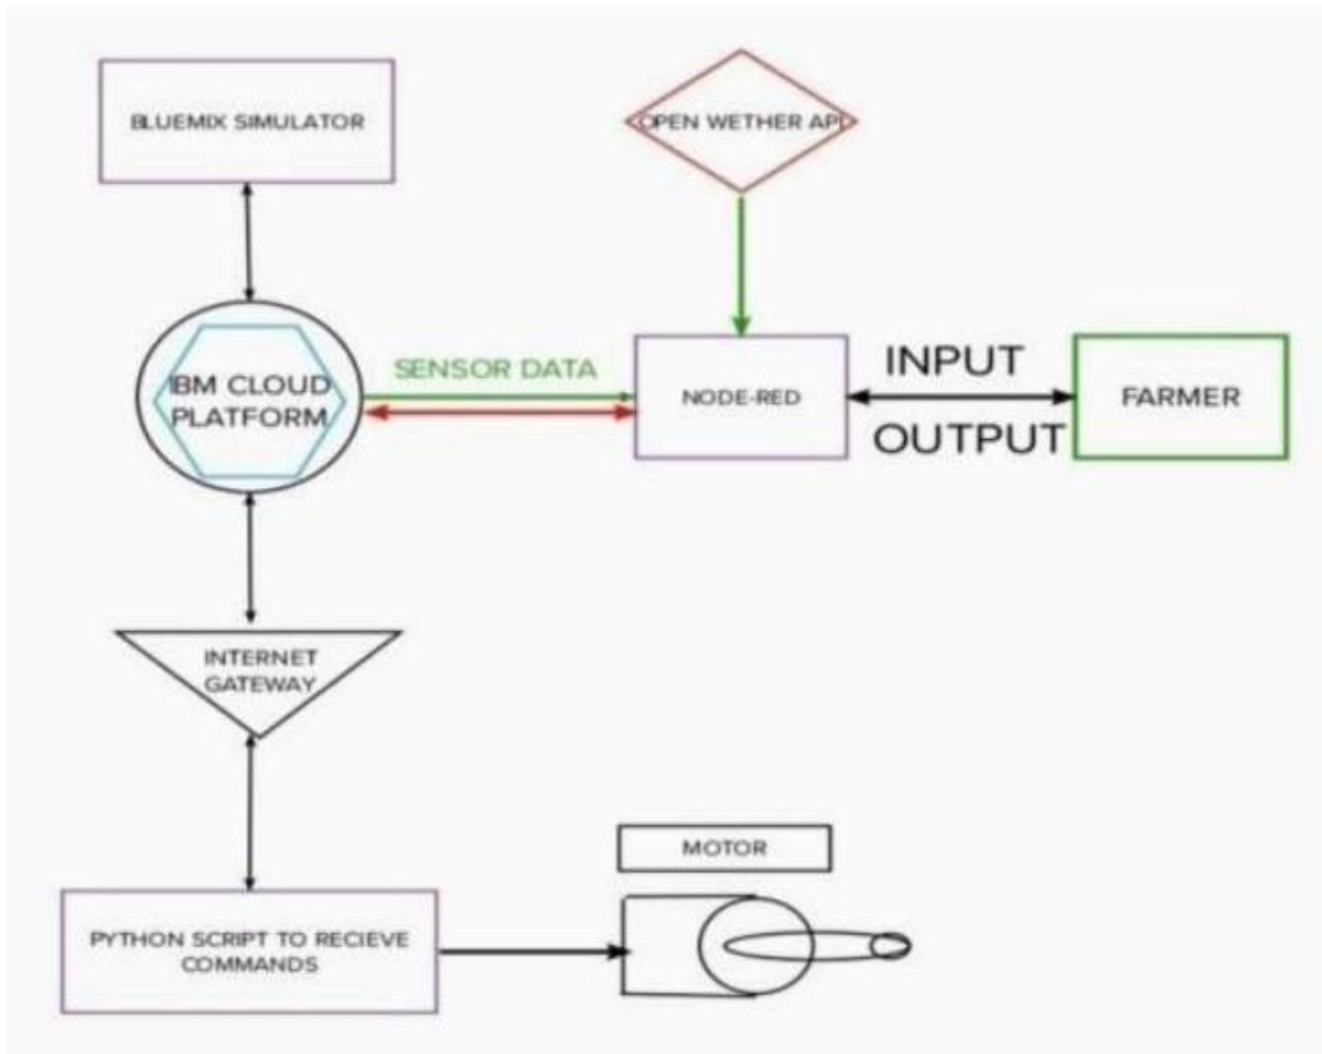 BLUEMIX SIMULATOR
OPEN WETHER API
SENSOR DATA
IBM CLOUD
PLATFORM
NODE-RED
INPUT
OUTPUT
FARMER
INTERNET
GATEWAY
MOTOR
PYTHON SCRIPT TO RECIEVE
COMMANDS